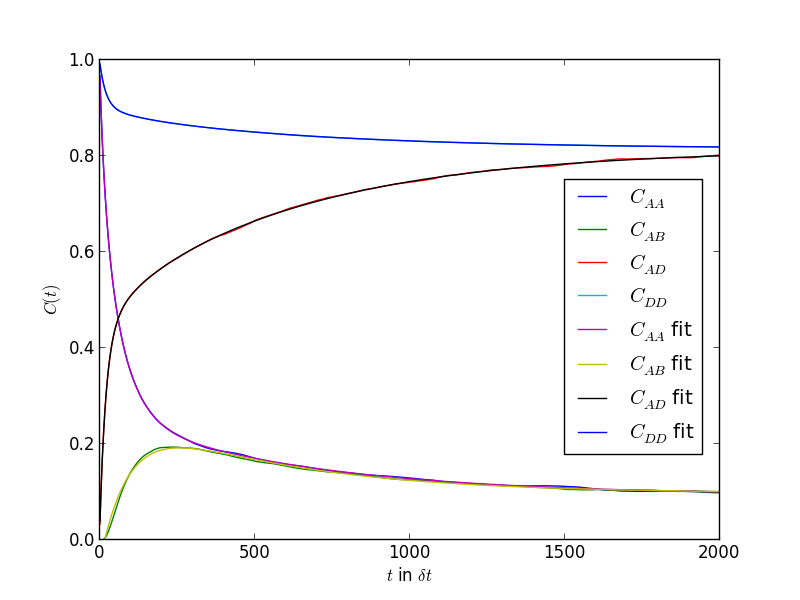 1.0
0.8
0.6
0.4
0.2
0.0
C(t)
C_AA
C_AB
C_AD
C_DD
C_AA fit
C_AB fit
C_AD fit
C_DD fit
0 500 1000 1500 2000
t in δt